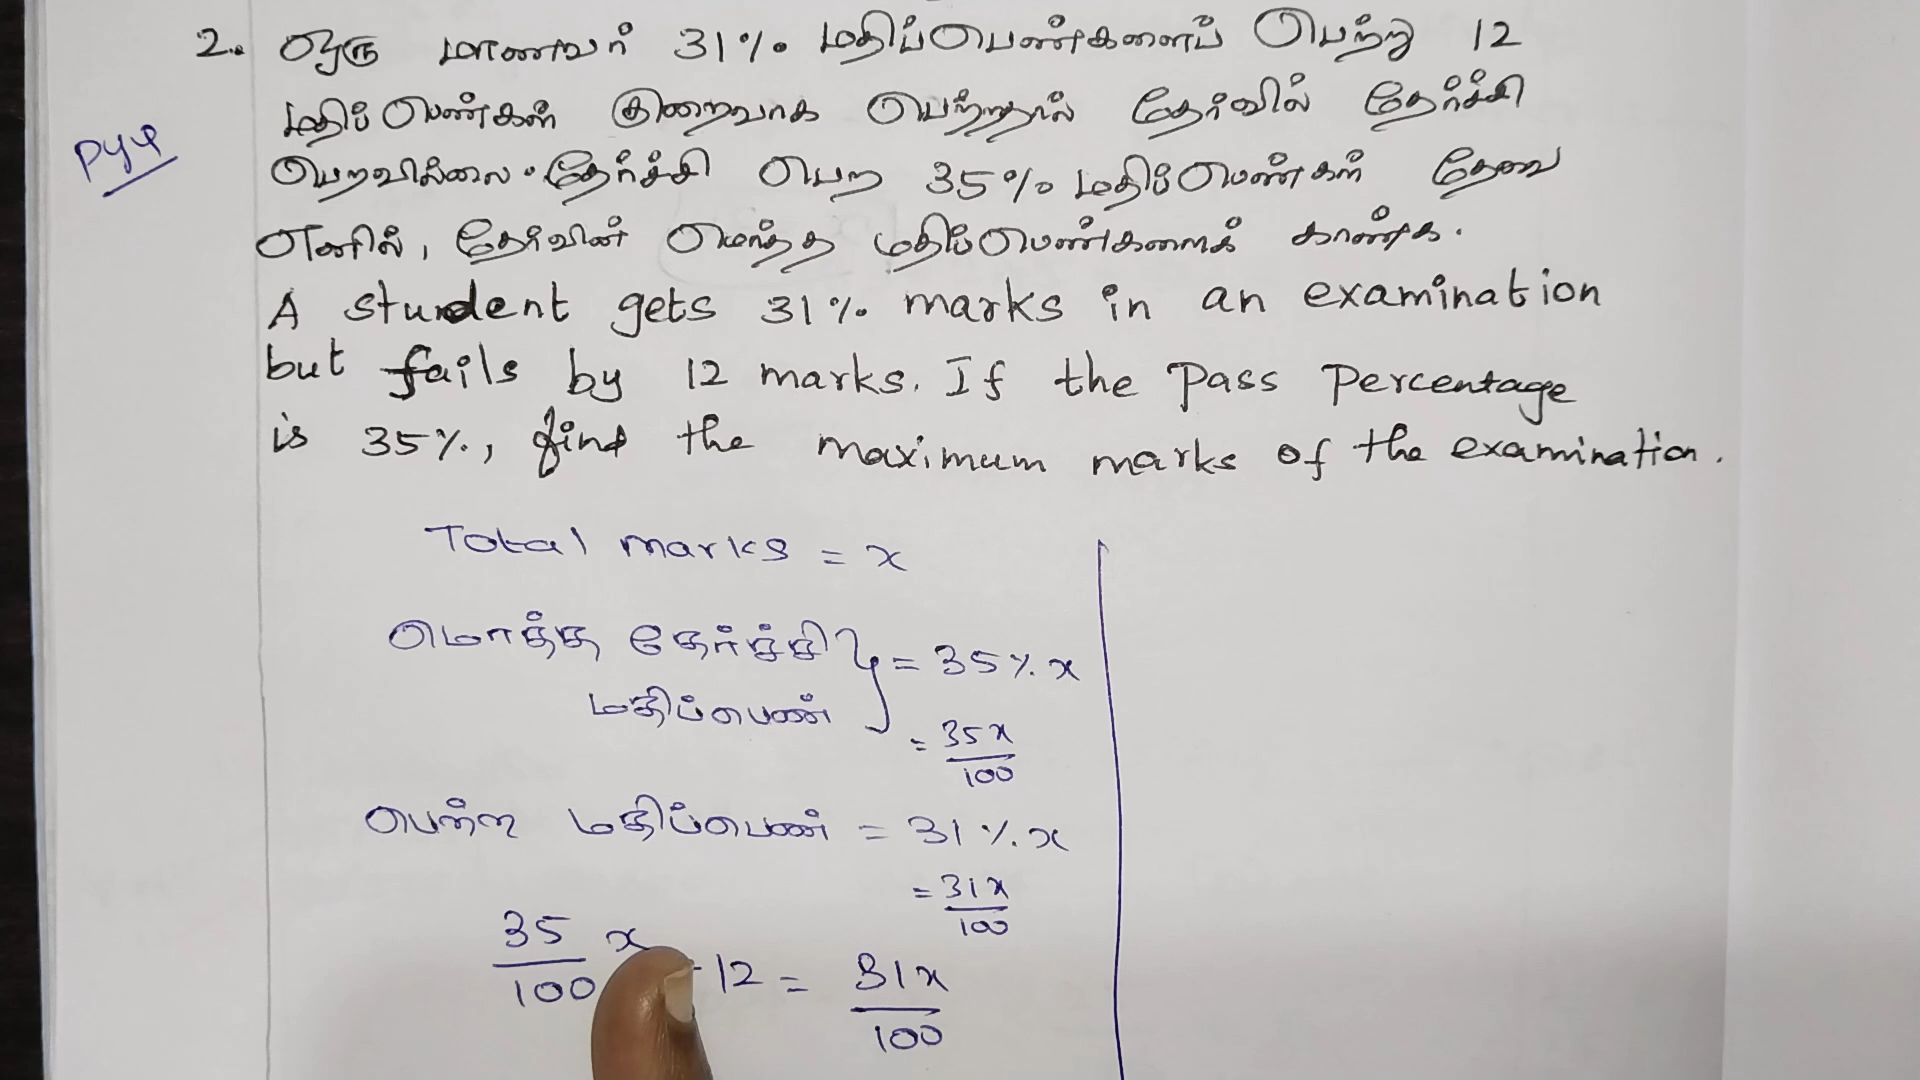 2. ஒரு மாணவர் 31% மதிப்பெண்களைப் பெற்று 12
மதிப்பெண்கள் குறைவாக பெற்றதால் தேர்வில் தேர்ச்சி
PYQ
பெறவில்லை. தேர்ச்சி பெற 35% மதிப்பெண்கள் தேவை
எனில், தேர்வின் மொத்த மதிப்பெண்களைக் காண்க.
A student gets 31% marks in an examination
but fails by 12 marks. If the pass percentage
is 35%, find the maximum marks of the examination.
Total marks = x
மொத்த தேர்ச்சி மதிப்பெண் } = 35% x
= 35x/100
பெற்ற மதிப்பெண் = 31% x
= 31x/100
35/100 x - 12 = 31x/100